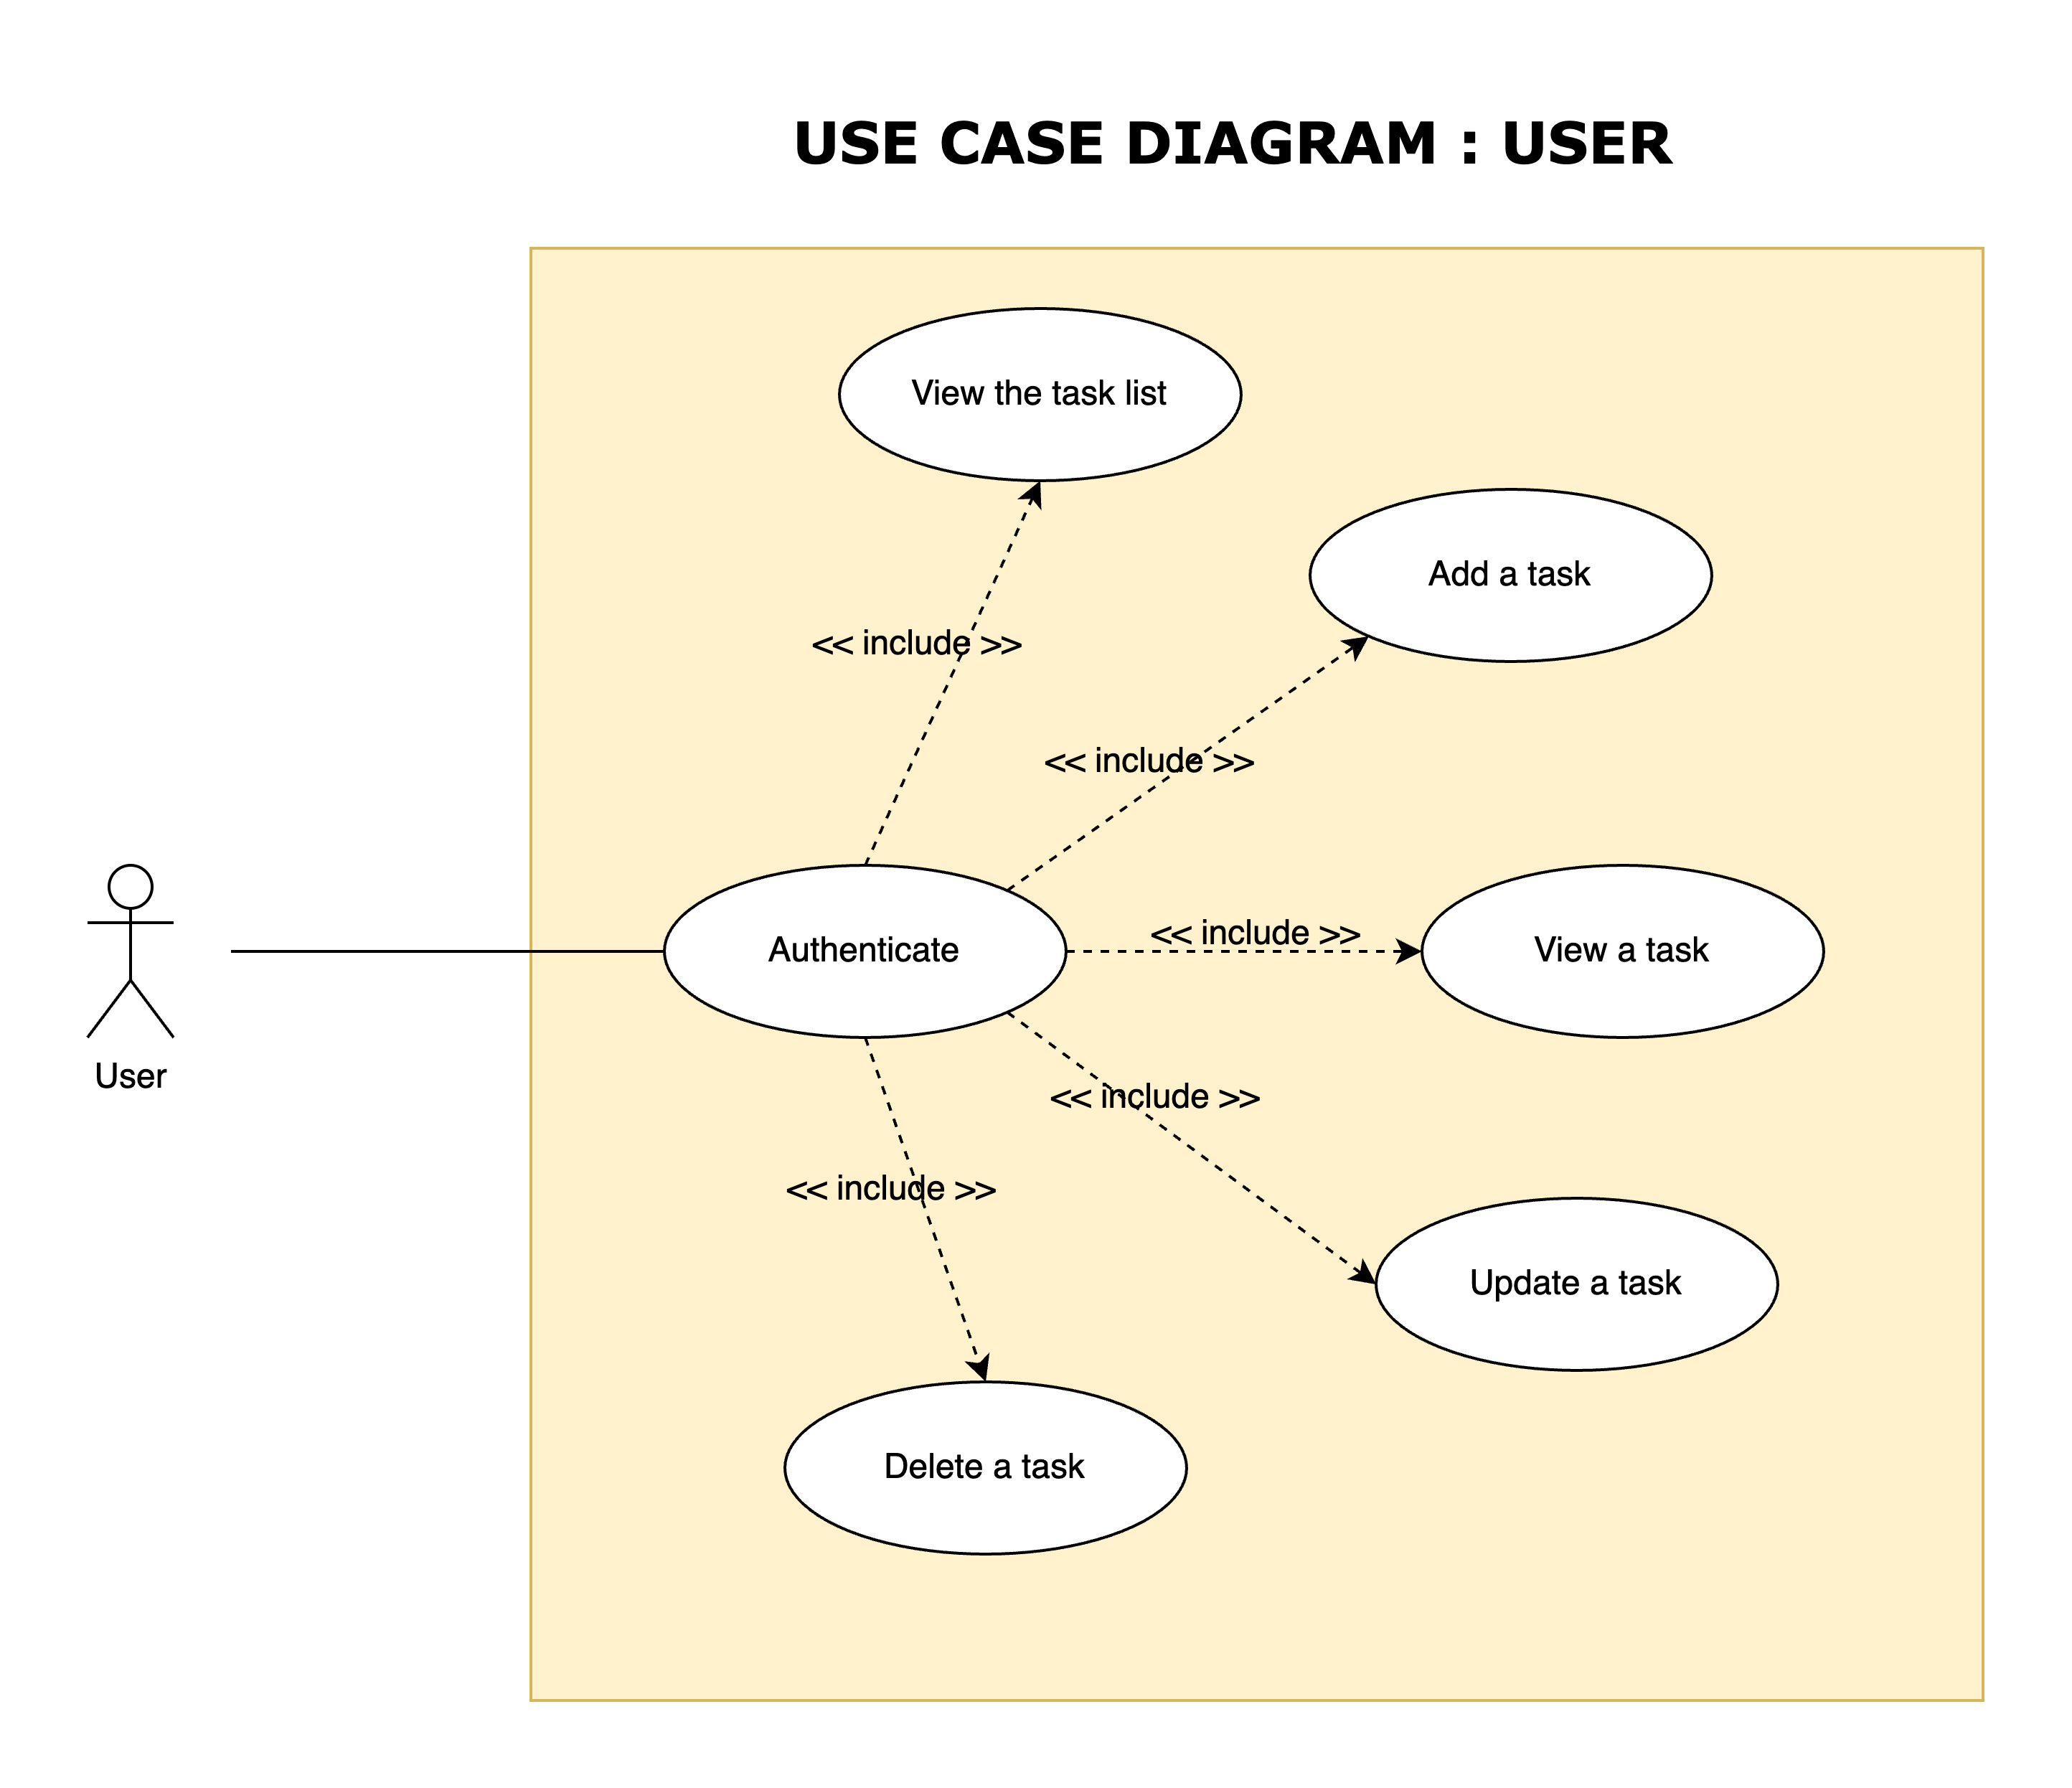 USE CASE DIAGRAM : USER
View the task list
Add a task
<< include >>
<< include >>
<< include >>
Authenticate
View a task
User
<< include >>
<< include >>
Update a task
Delete a task